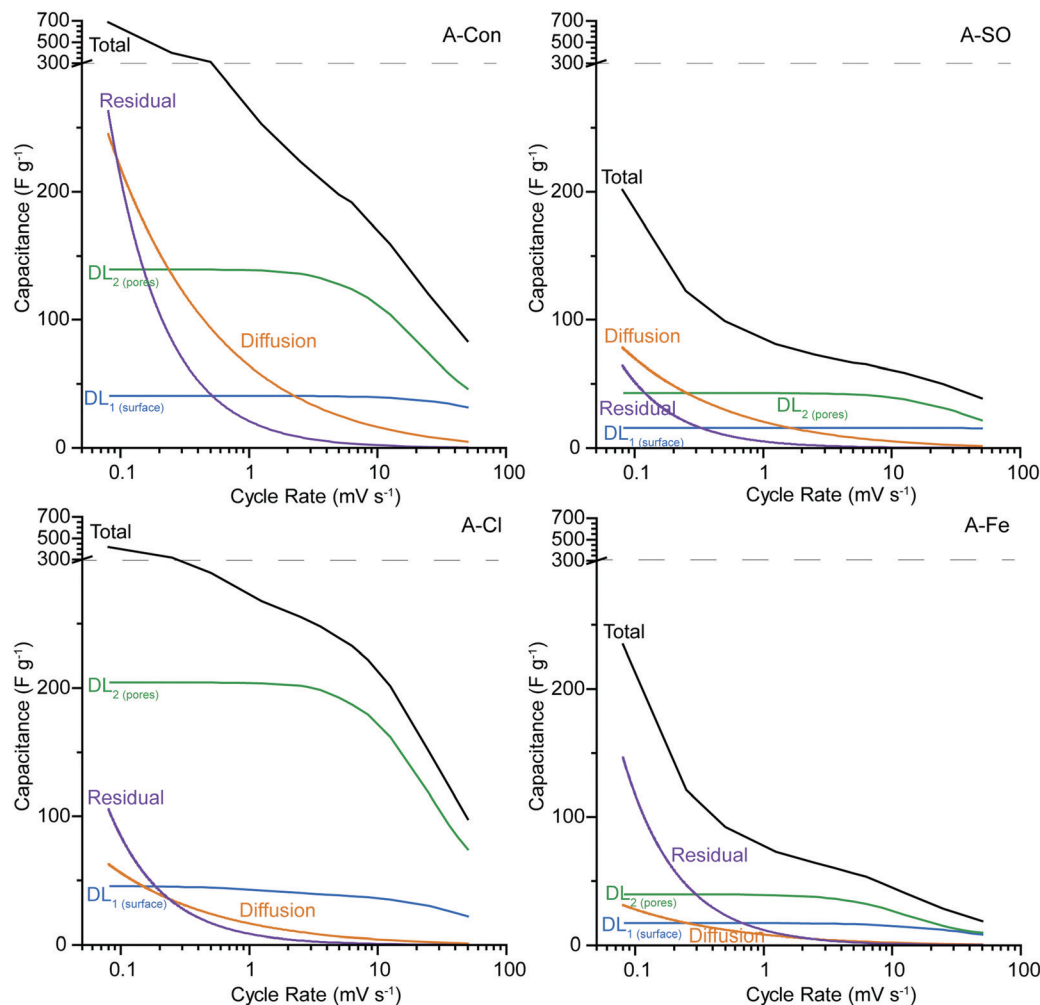 A-Con
700
500
300
200
100
0
Capacitance (F g⁻¹)
Total
Residual
DL₂ (pores)
Diffusion
DL₁ (surface)
0.1
1
10
100
Cycle Rate (mV s⁻¹)
A-SO
700
500
300
200
100
0
Capacitance (F g⁻¹)
Total
Diffusion
DL₂ (pores)
Residual
DL₁ (surface)
0.1
1
10
100
Cycle Rate (mV s⁻¹)
A-Cl
700
500
300
200
100
0
Capacitance (F g⁻¹)
Total
DL₂ (pores)
Residual
DL₁ (surface)
Diffusion
0.1
1
10
100
Cycle Rate (mV s⁻¹)
A-Fe
700
500
300
200
100
0
Capacitance (F g⁻¹)
Total
Residual
DL₂ (pores)
DL₁ (surface)
Diffusion
0.1
1
10
100
Cycle Rate (mV s⁻¹)